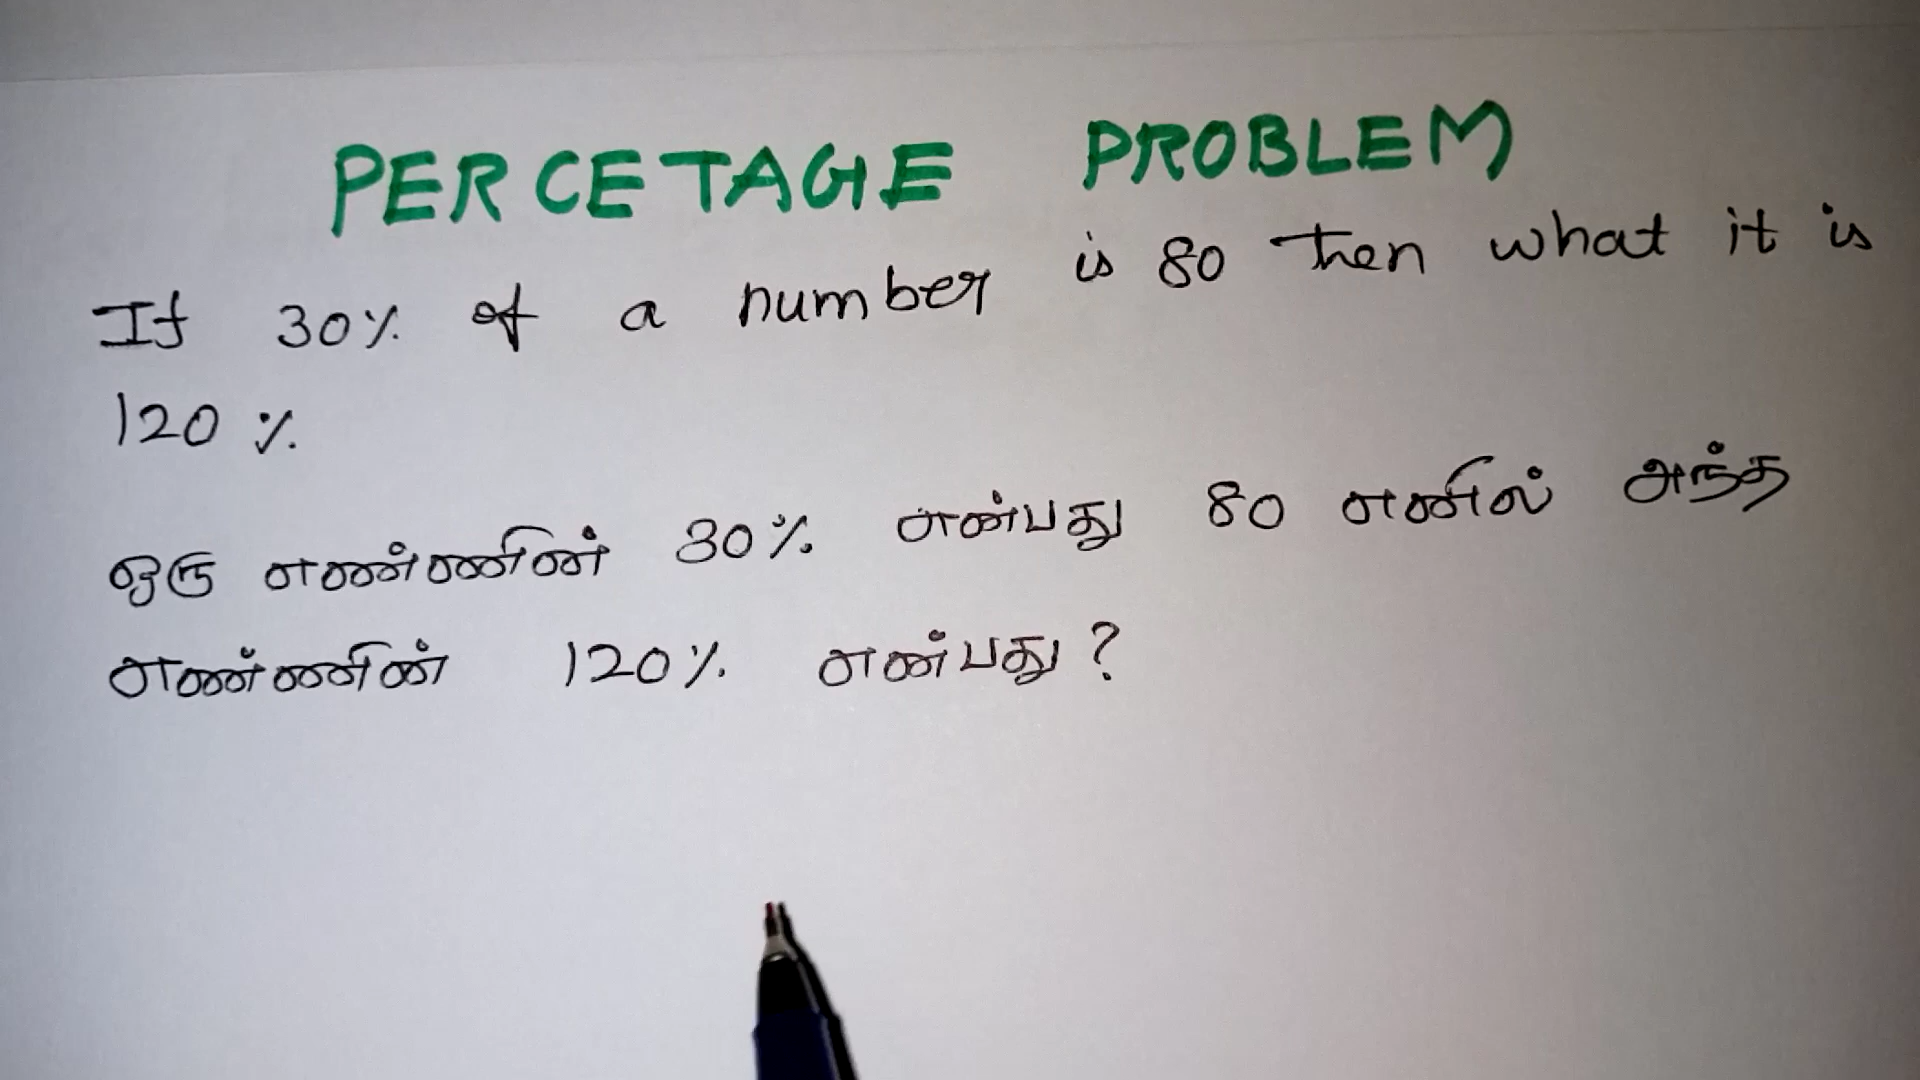 PERCETAGE PROBLEM
If 30% of a number is 80 then what it is
120 %
ஒரு எண்ணின் 30% என்பது 80 எனில் அந்த
எண்ணின் 120% என்பது?